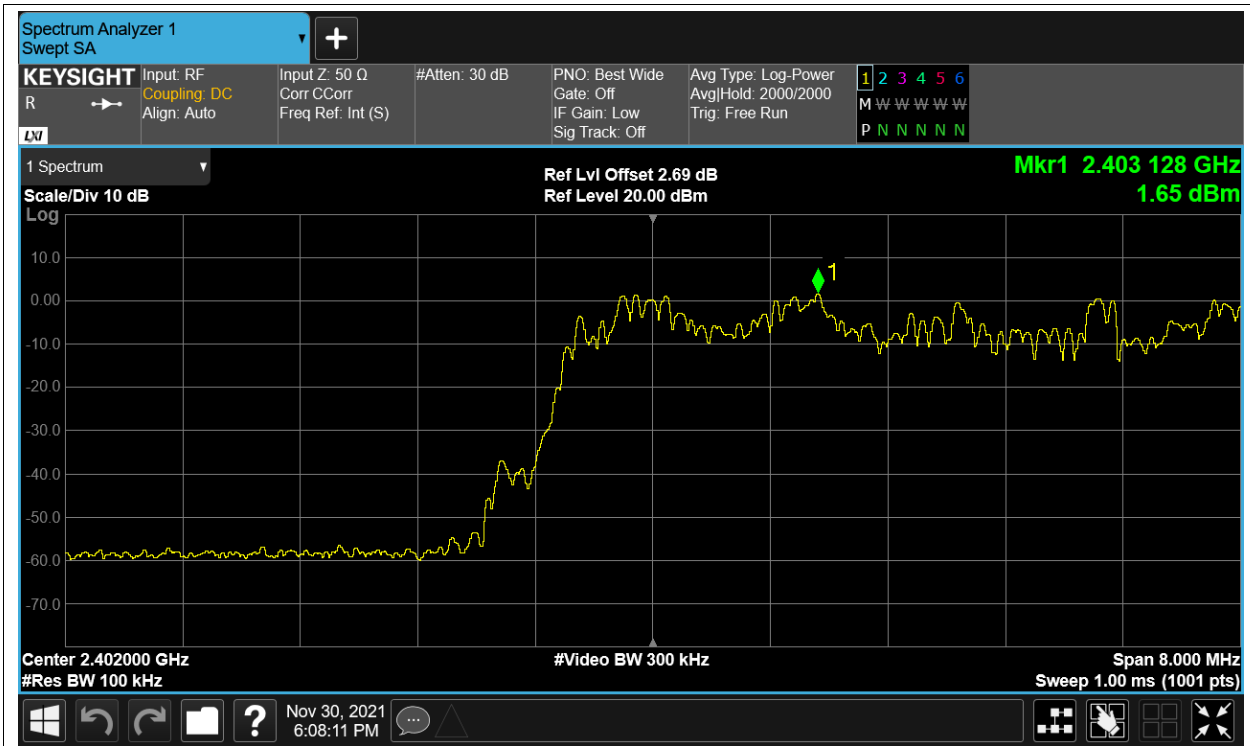 Spectrum Analyzer 1
Swept SA
KEYSIGHT
R
LXI
Input: RF
Coupling: DC
Align: Auto
Input Z: 50 Ω
Corr CCorr
Freq Ref: Int (S)
#Atten: 30 dB
PNO: Best Wide
Gate: Off
IF Gain: Low
Sig Track: Off
Avg Type: Log-Power
Avg|Hold: 2000/2000
Trig: Free Run
1 2 3 4 5 6
M W W W W W
P N N N N N
1 Spectrum
Scale/Div 10 dB
Ref Lvl Offset 2.69 dB
Ref Level 20.00 dBm
Mkr1 2.403 128 GHz
1.65 dBm
Log
10.0
0.00
-10.0
-20.0
-30.0
-40.0
-50.0
-60.0
-70.0
1
Center 2.402000 GHz
#Res BW 100 kHz
#Video BW 300 kHz
Span 8.000 MHz
Sweep 1.00 ms (1001 pts)
?
Nov 30, 2021
6:08:11 PM